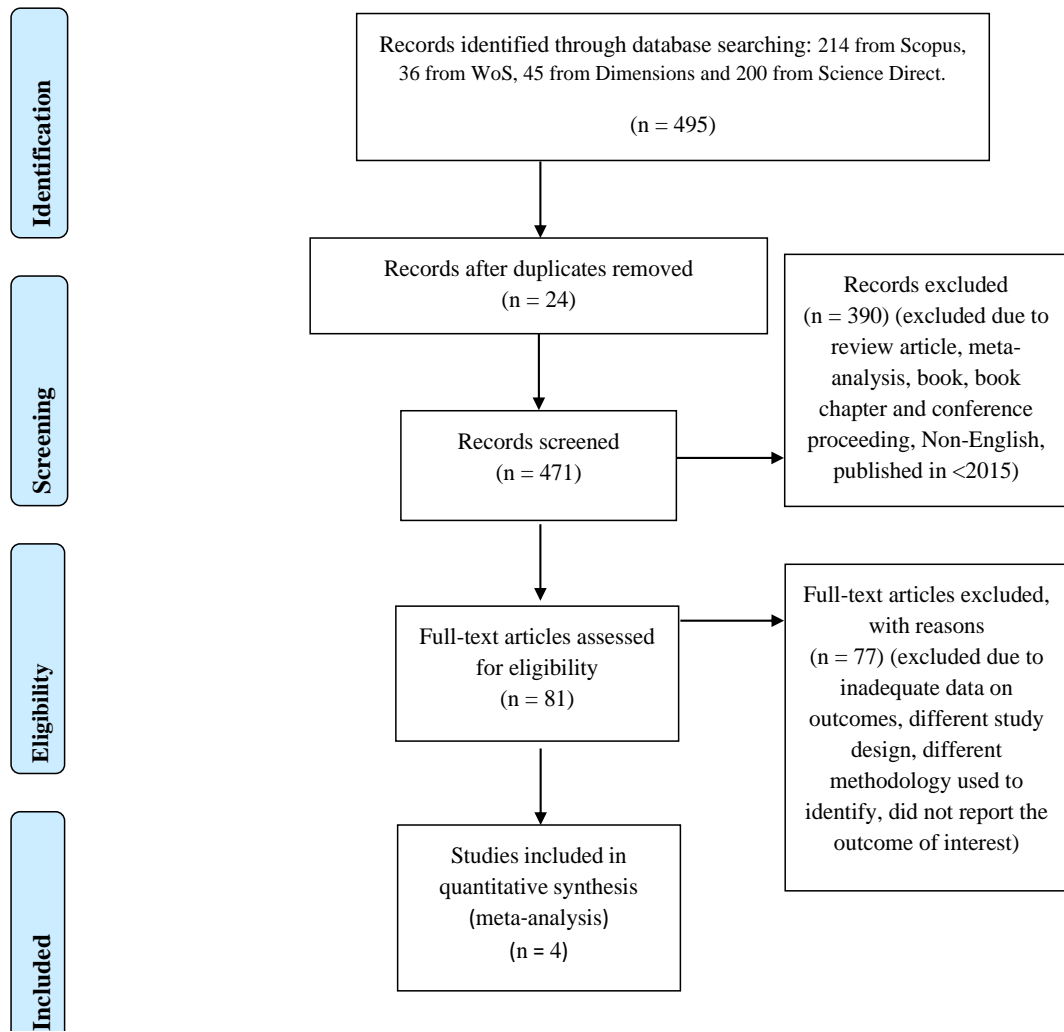 Identification
Records identified through database searching: 214 from Scopus,
36 from WoS, 45 from Dimensions and 200 from Science Direct.
(n = 495)
Records after duplicates removed
(n = 24)
Screening
Records screened
(n = 471)
Records excluded
(n = 390) (excluded due to
review article, meta-
analysis, book, book
chapter and conference
proceeding, Non-English,
published in <2015)
Eligibility
Full-text articles assessed
for eligibility
(n = 81)
Full-text articles excluded,
with reasons
(n = 77) (excluded due to
inadequate data on
outcomes, different study
design, different
methodology used to
identify, did not report the
outcome of interest)
Included
Studies included in
quantitative synthesis
(meta-analysis)
(n = 4)